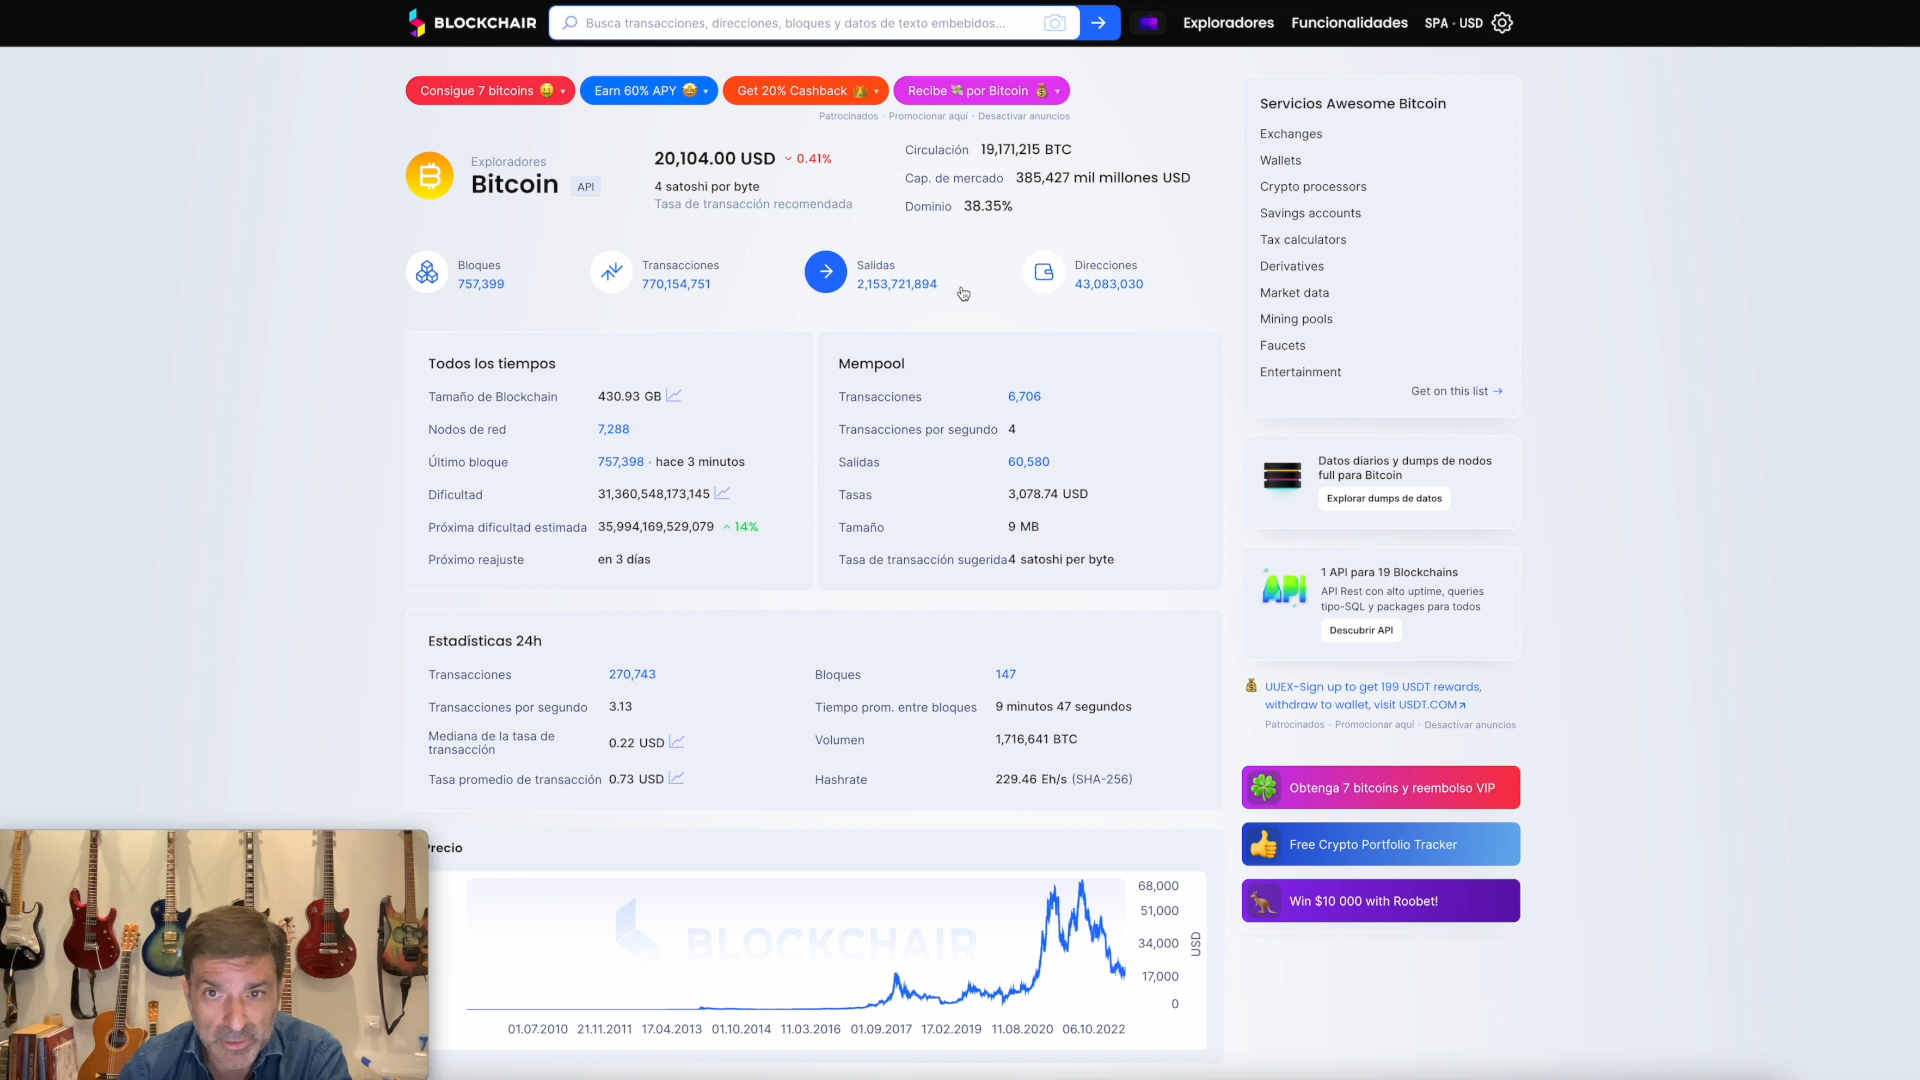 BLOCKCHAIR
Busca transacciones, direcciones, bloques y datos de texto embebidos...
Exploradores
Funcionalidades
SPA · USD
Consigue 7 bitcoins
Earn 60% APY
Get 20% Cashback
Recibe 💸 por Bitcoin
Patrocinados · Promocionar aquí · Desactivar anuncios
Exploradores
Bitcoin API
20,104.00 USD 0.41%
4 satoshi por byte
Tasa de transacción recomendada
Circulación 19,171,215 BTC
Cap. de mercado 385,427 mil millones USD
Dominio 38.35%
Bloques
757,399
Transacciones
770,154,751
Salidas
2,153,721,894
Direcciones
43,083,030
Todos los tiempos
Tamaño de Blockchain 430.93 GB
Nodos de red 7,288
Último bloque 757,398 · hace 3 minutos
Dificultad 31,360,548,173,145
Próxima dificultad estimada 35,994,169,529,079 14%
Próximo reajuste en 3 días
Mempool
Transacciones 6,706
Transacciones por segundo 4
Salidas 60,580
Tasas 3,078.74 USD
Tamaño 9 MB
Tasa de transacción sugerida 4 satoshi per byte
Estadísticas 24h
Transacciones 270,743
Transacciones por segundo 3.13
Mediana de la tasa de
transacción 0.22 USD
Tasa promedio de transacción 0.73 USD
Bloques 147
Tiempo prom. entre bloques 9 minutos 47 segundos
Volumen 1,716,641 BTC
Hashrate 229.46 Eh/s (SHA-256)
Precio
BLOCKCHAIR
68,000
51,000
34,000
17,000
0
USD
01.07.2010 21.11.2011 17.04.2013 01.10.2014 11.03.2016 01.09.2017 17.02.2019 11.08.2020 06.10.2022
Servicios Awesome Bitcoin
Exchanges
Wallets
Crypto processors
Savings accounts
Tax calculators
Derivatives
Market data
Mining pools
Faucets
Entertainment
Get on this list →
Datos diarios y dumps de nodos
full para Bitcoin
Explorar dumps de datos
API
1 API para 19 Blockchains
API Rest con alto uptime, queries
tipo-SQL y packages para todos
Descubrir API
UUEX-Sign up to get 199 USDT rewards,
withdraw to wallet, visit USDT.COM
Patrocinados · Promocionar aquí · Desactivar anuncios
Obtenga 7 bitcoins y reembolso VIP
Free Crypto Portfolio Tracker
Win $10 000 with Roobet!